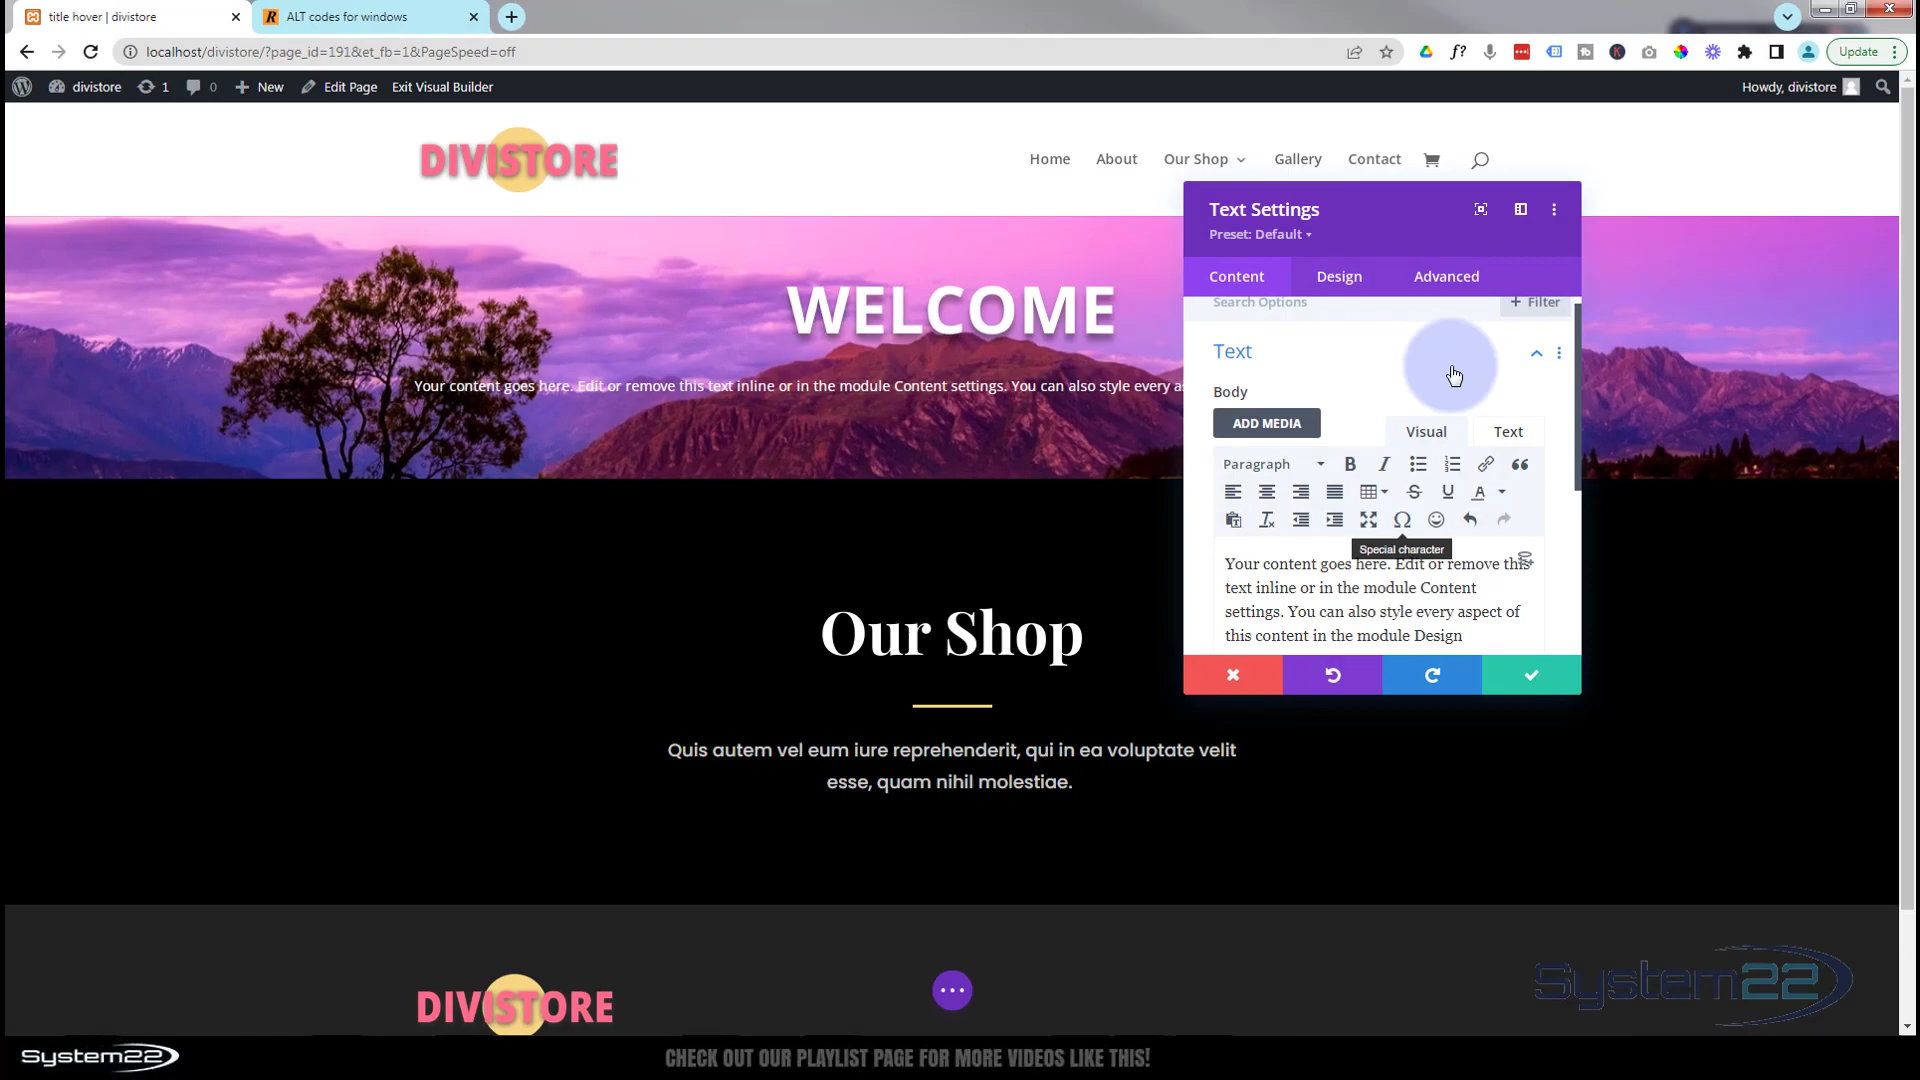 title hover | divistore
ALT codes for windows
localhost/divistore/?page_id=191&et_fb=1&PageSpeed=off
Update
divistore
1
0
New
Edit Page
Exit Visual Builder
Howdy, divistore
DIVISTORE
Home
About
Our Shop
Gallery
Contact
Text Settings
Preset: Default
Content
Design
Advanced
Search Options
+ Filter
Text
Body
ADD MEDIA
Visual
Text
Paragraph
Special character
Your content goes here. Edit or remove this
text inline or in the module Content
settings. You can also style every aspect of
this content in the module Design
WELCOME
Your content goes here. Edit or remove this text inline or in the module Content settings. You can also style every as
Our Shop
Quis autem vel eum iure reprehenderit, qui in ea voluptate velit
esse, quam nihil molestiae.
DIVISTORE
System22
System22
CHECK OUT OUR PLAYLIST PAGE FOR MORE VIDEOS LIKE THIS!